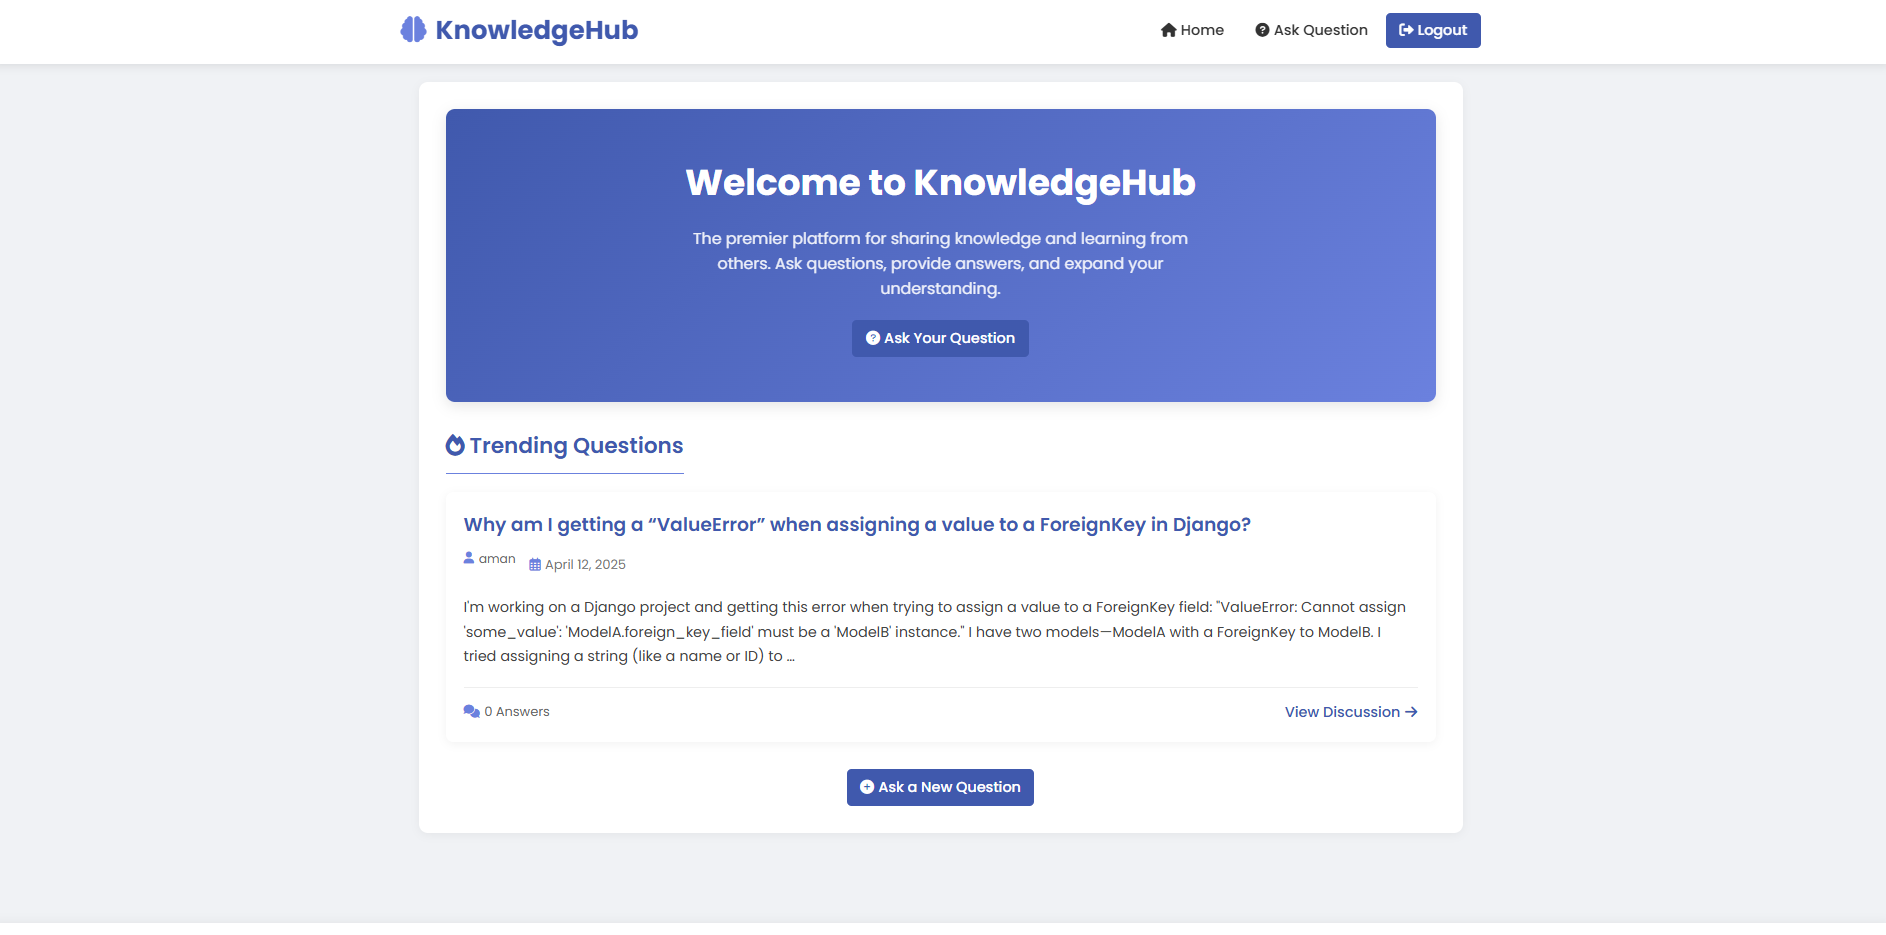 KnowledgeHub
Home
Ask Question
Logout
Welcome to KnowledgeHub
The premier platform for sharing knowledge and learning from
others. Ask questions, provide answers, and expand your
understanding.
Ask Your Question
Trending Questions
Why am I getting a “ValueError” when assigning a value to a ForeignKey in Django?
aman
April 12, 2025
I'm working on a Django project and getting this error when trying to assign a value to a ForeignKey field: "ValueError: Cannot assign
'some_value': 'ModelA.foreign_key_field' must be a 'ModelB' instance." I have two models—ModelA with a ForeignKey to ModelB. I
tried assigning a string (like a name or ID) to …
0 Answers
View Discussion
Ask a New Question